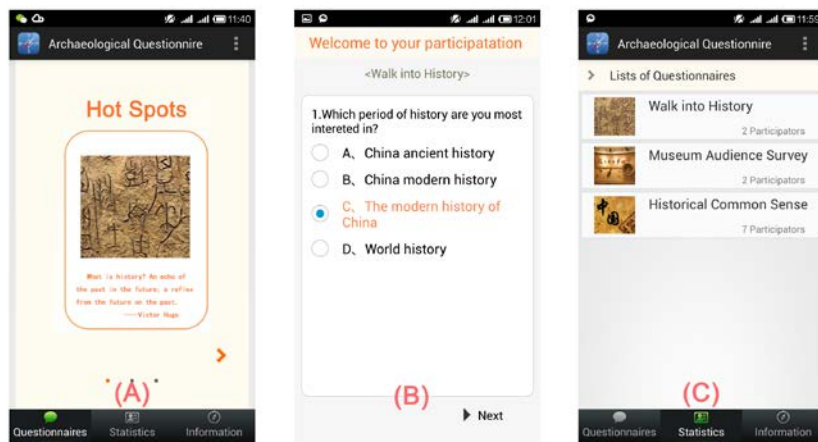 11:40
Archaeological Questionnire
Hot Spots
What is history? An echo of
the past in the future; a reflex
from the future on the past.
----Victor Hugo
(A)
Questionnaires
Statistics
Information
12:01
Welcome to your participatation
<Walk into History>
1.Which period of history are you most
intereted in?
A、China ancient history
B、China modern history
C、The modern history of
China
D、World history
(B)
Next
11:59
Archaeological Questionnire
Lists of Questionnaires
Walk into History
2 Participators
Museum Audience Survey
2 Participators
Historical Common Sense
7 Participators
中国
(C)
Questionnaires
Statistics
Information